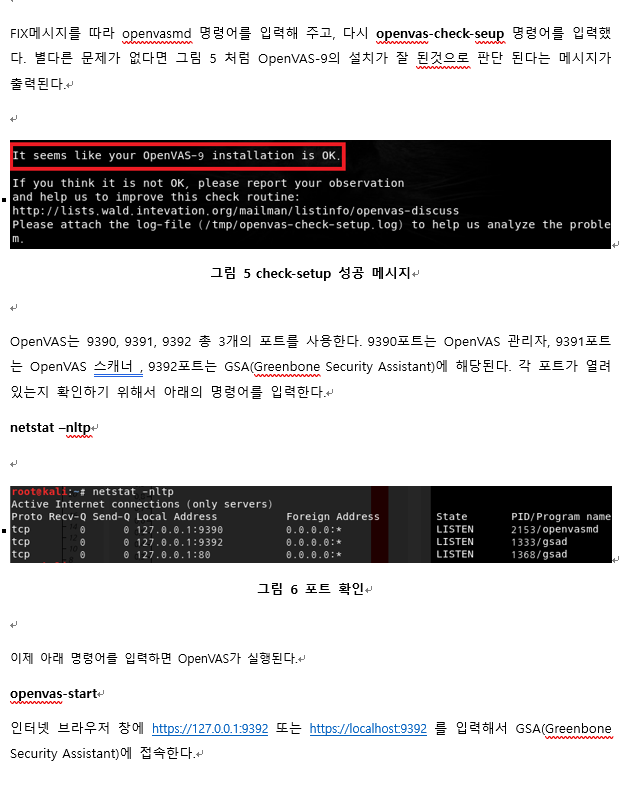 FIX메시지를 따라 openvasmd 명령어를 입력해 주고, 다시 openvas-check-seup 명령어를 입력했
다. 별다른 문제가 없다면 그림 5 처럼 OpenVAS-9의 설치가 잘 된것으로 판단 된다는 메시지가
출력된다.
It seems like your OpenVAS-9 installation is OK.
If you think it is not OK, please report your observation
and help us to improve this check routine:
http://lists.wald.intevation.org/mailman/listinfo/openvas-discuss
Please attach the log-file (/tmp/openvas-check-setup.log) to help us analyze the proble
m.
그림 5 check-setup 성공 메시지
OpenVAS는 9390, 9391, 9392 총 3개의 포트를 사용한다. 9390포트는 OpenVAS 관리자, 9391포트
는 OpenVAS 스캐너 , 9392포트는 GSA(Greenbone Security Assistant)에 해당된다. 각 포트가 열려
있는지 확인하기 위해서 아래의 명령어를 입력한다.
netstat –nltp
root@kali:~# netstat -nltp
Active Internet connections (only servers)
Proto Recv-Q Send-Q Local Address Foreign Address State PID/Program name
tcp 0 0 127.0.0.1:9390 0.0.0.0:* LISTEN 2153/openvasmd
tcp 0 0 127.0.0.1:9392 0.0.0.0:* LISTEN 1333/gsad
tcp 0 0 127.0.0.1:80 0.0.0.0:* LISTEN 1368/gsad
그림 6 포트 확인
이제 아래 명령어를 입력하면 OpenVAS가 실행된다.
openvas-start
인터넷 브라우저 창에 https://127.0.0.1:9392 또는 https://localhost:9392 를 입력해서 GSA(Greenbone
Security Assistant)에 접속한다.